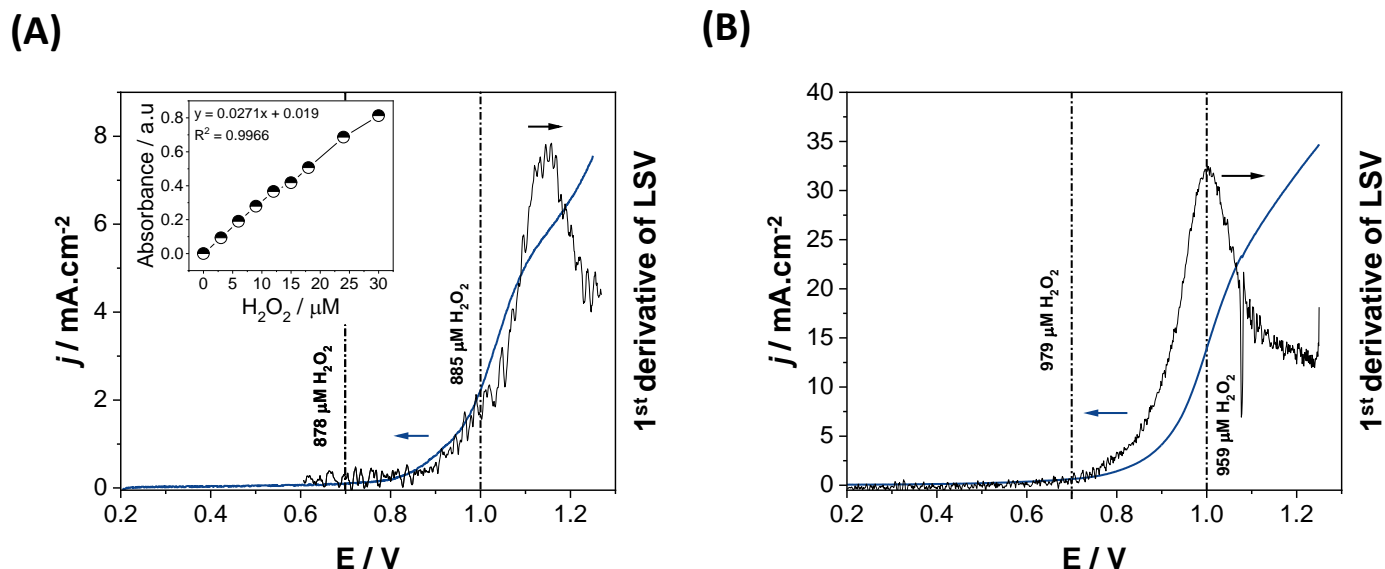 (A)
j / mA.cm-2
8
6
4
2
0
0.2 0.4 0.6 0.8 1.0 1.2
E / V
1st derivative of LSV
878 µM H2O2
885 µM H2O2
y = 0.0271x + 0.019
R2 = 0.9966
Absorbance / a.u
0.8
0.6
0.4
0.2
0.0
0 5 10 15 20 25 30
H2O2 / µM
(B)
j / mA.cm-2
40
35
30
25
20
15
10
5
0
0.2 0.4 0.6 0.8 1.0 1.2
E / V
1st derivative of LSV
979 µM H2O2
959 µM H2O2